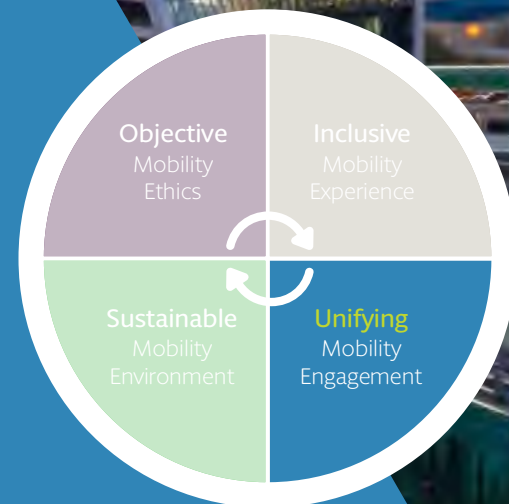 Objective
Mobility
Ethics
Inclusive
Mobility
Experience
Sustainable
Mobility
Environment
Unifying
Mobility
Engagement